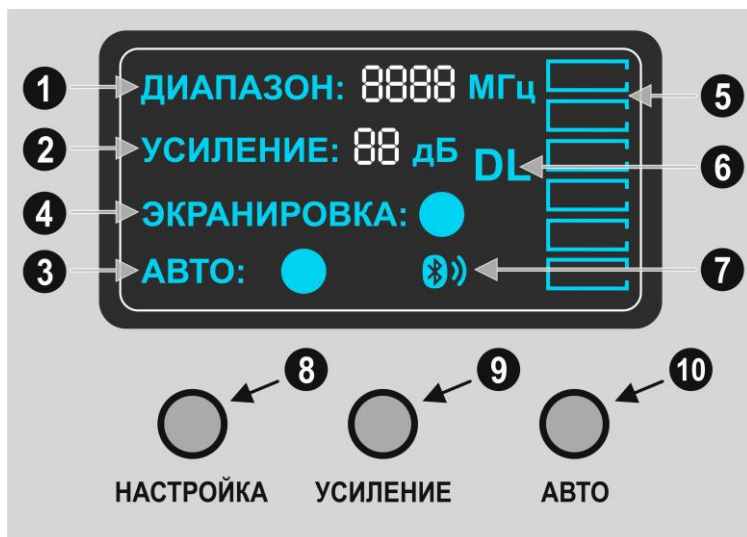 1 ДИАПАЗОН: 8888 МГц 5
2 УСИЛЕНИЕ: 88 дБ DL 6
4 ЭКРАНИРОВКА:
3 АВТО: 7
8 9 10
НАСТРОЙКА УСИЛЕНИЕ АВТО